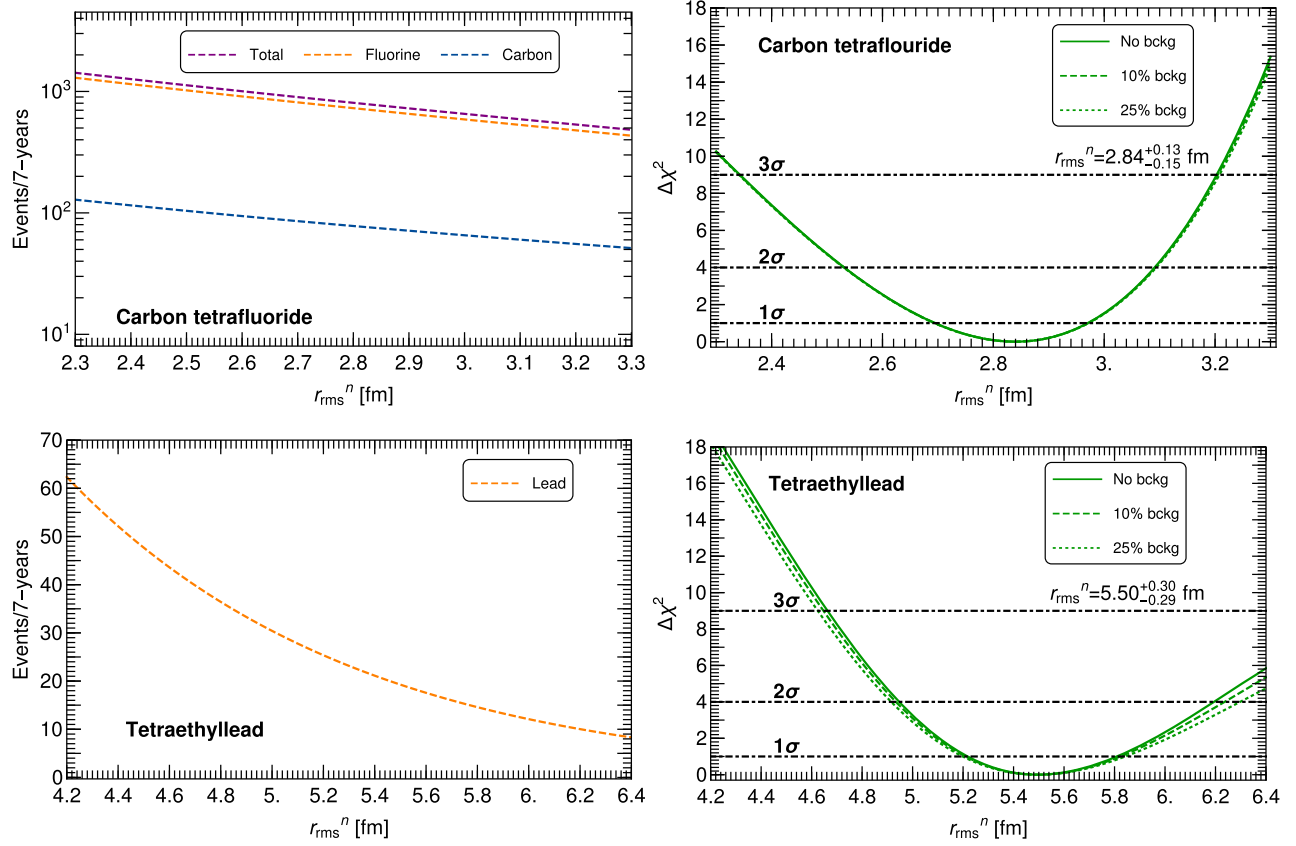 Total Fluorine Carbon
10^3
10^2
10^1
Events/7-years
Carbon tetrafluoride
2.3 2.4 2.5 2.6 2.7 2.8 2.9 3. 3.1 3.2 3.3
r_rms^n [fm]
18
16
14
12
10
8
6
4
2
0
Δχ²
Carbon tetraflouride
No bckg
10% bckg
25% bckg
r_rms^n=2.84^{+0.13}_{-0.15} fm
3σ
2σ
1σ
2.4 2.6 2.8 3. 3.2
r_rms^n [fm]
70
60
50
40
30
20
10
0
Events/7-years
Lead
Tetraethyllead
4.2 4.4 4.6 4.8 5. 5.2 5.4 5.6 5.8 6. 6.2 6.4
r_rms^n [fm]
18
16
14
12
10
8
6
4
2
0
Δχ²
Tetraethyllead
No bckg
10% bckg
25% bckg
r_rms^n=5.50^{+0.30}_{-0.29} fm
3σ
2σ
1σ
4.2 4.4 4.6 4.8 5. 5.2 5.4 5.6 5.8 6. 6.2 6.4
r_rms^n [fm]